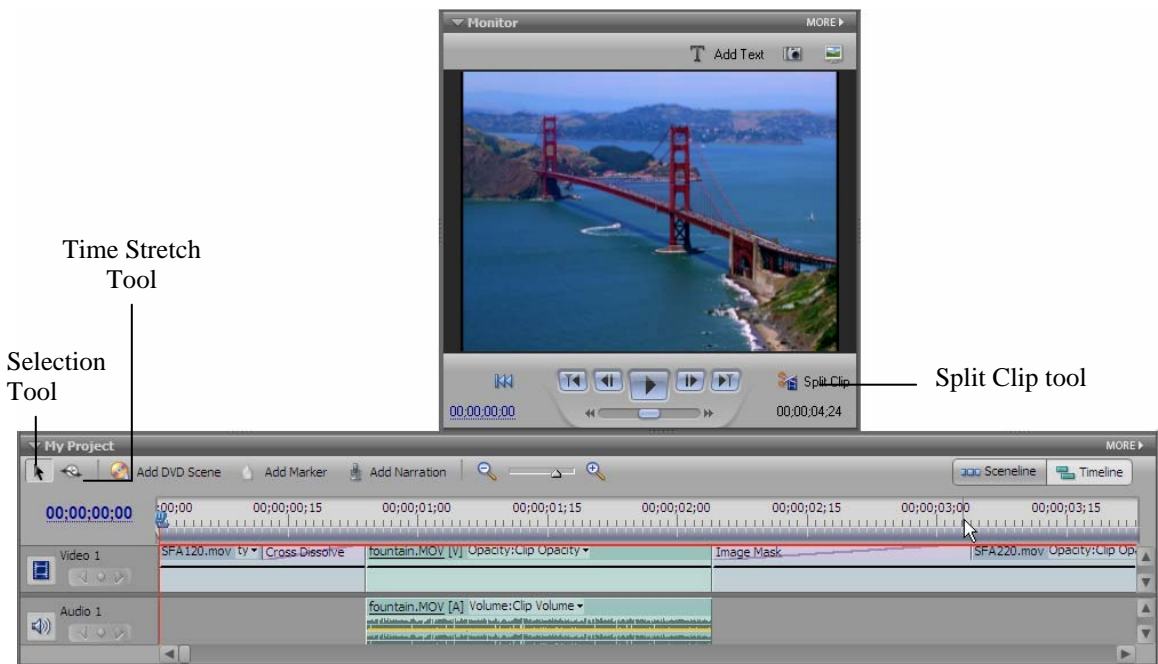 Monitor
MORE
Add Text
Time Stretch
Tool
Selection
Tool
Split Clip
Split Clip tool
00;00;00;00
00;00;04;24
My Project
MORE
Add DVD Scene
Add Marker
Add Narration
Sceneline
Timeline
00;00;00;00
;00;00
00;00;00;15
00;00;01;00
00;00;01;15
00;00;02;00
00;00;02;15
00;00;03;00
00;00;03;15
Video 1
SFA120.mov ty
Cross Dissolve
fountain.MOV [V] Opacity:Clip Opacity
Image Mask
SFA220.mov Opacity:Clip Op
Audio 1
fountain.MOV [A] Volume:Clip Volume